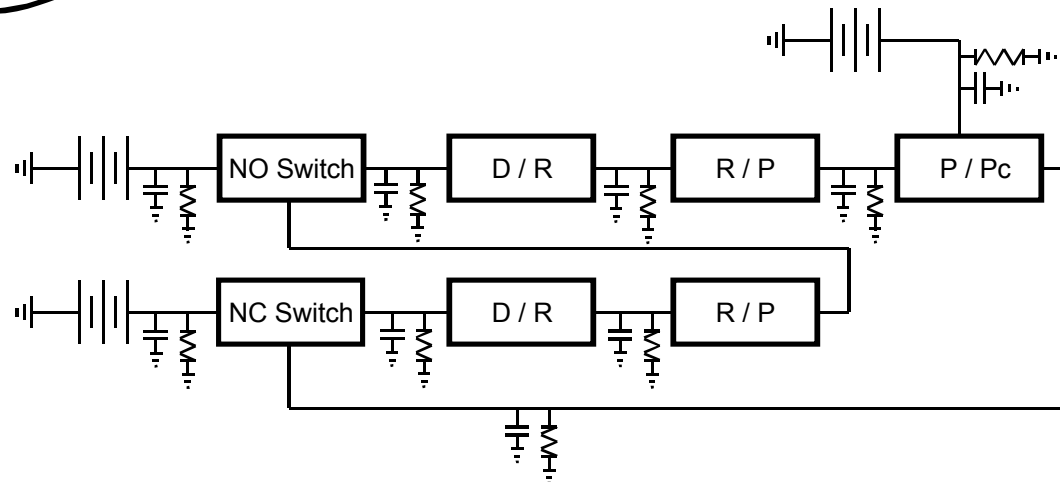 NO Switch
D / R
R / P
P / Pc
NC Switch
D / R
R / P